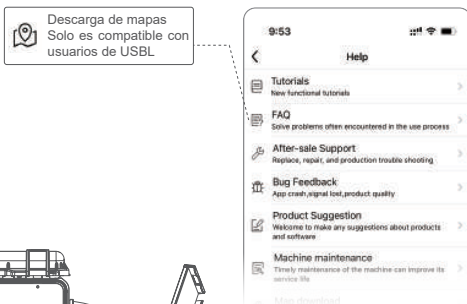 Descarga de mapas
Solo es compatible con
usuarios de USBL
9:53
Help
Tutorials
New functional tutorials
FAQ
Solve problems often encountered in the use process
After-sale Support
Replace, repair, and production trouble shooting
Bug Feedback
App crash,signal lost,product quality
Product Suggestion
Welcome to make any suggestions about products
and software
Machine maintenance
Timely maintenance of the machine can improve its
service life
Map download